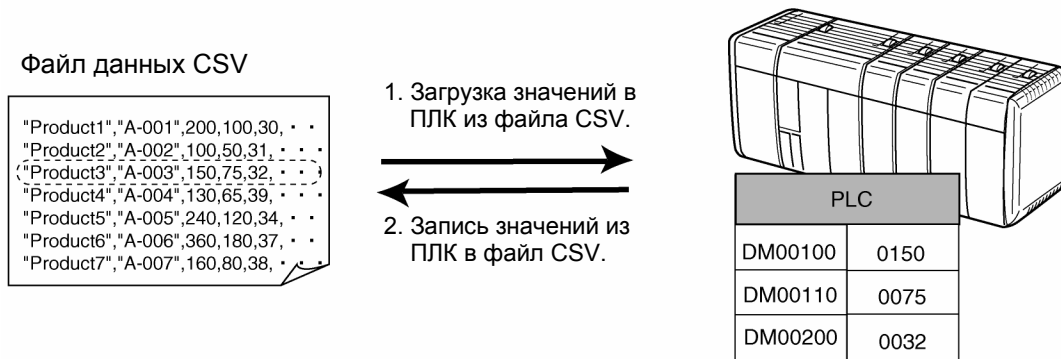 Файл данных CSV
"Product1","A-001",200,100,30, · ·
"Product2","A-002",100,50,31, · · ·
"Product3","A-003",150,75,32, · · ·
"Product4","A-004",130,65,39, · · ·
"Product5","A-005",240,120,34, · ·
"Product6","A-006",360,180,37, · ·
"Product7","A-007",160,80,38, · · ·
1. Загрузка значений в
ПЛК из файла CSV.
2. Запись значений из
ПЛК в файл CSV.
PLC
DM00100 0150
DM00110 0075
DM00200 0032